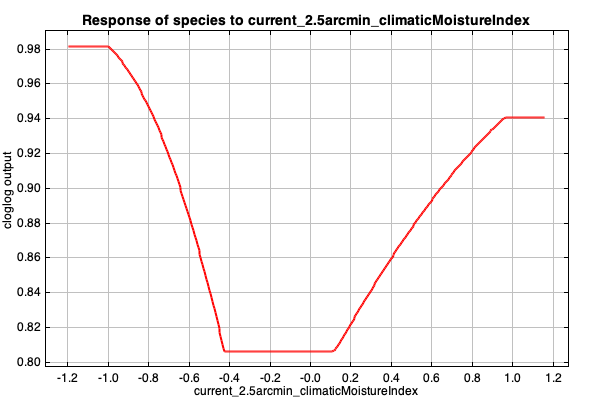 Response of species to current_2.5arcmin_climaticMoistureIndex
cloglog output
0.98
0.96
0.94
0.92
0.90
0.88
0.86
0.84
0.82
0.80
-1.2 -1.0 -0.8 -0.6 -0.4 -0.2 -0.0 0.2 0.4 0.6 0.8 1.0 1.2
current_2.5arcmin_climaticMoistureIndex